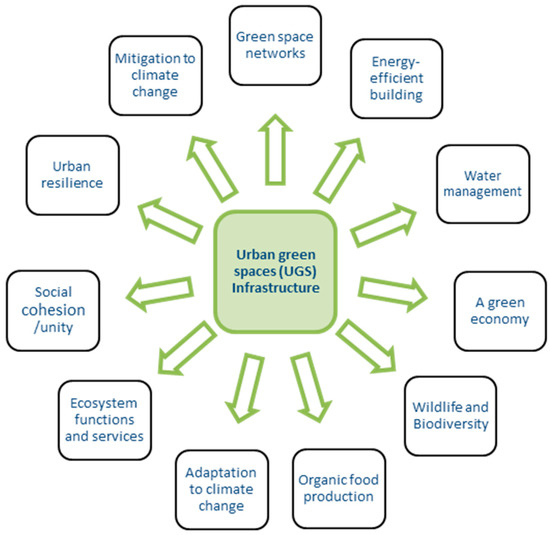 Green space
networks
Energy-
efficient
building
Water
management
A green
economy
Wildlife and
Biodiversity
Organic food
production
Adaptation
to climate
change
Ecosystem
functions
and services
Social
cohesion
/unity
Urban
resilience
Mitigation to
climate
change
Urban green
spaces (UGS)
Infrastructure